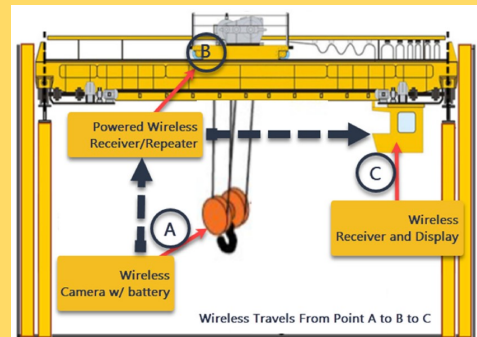 B
Powered Wireless
Receiver/Repeater
C
A
Wireless
Receiver and Display
Wireless
Camera w/ battery
Wireless Travels From Point A to B to C